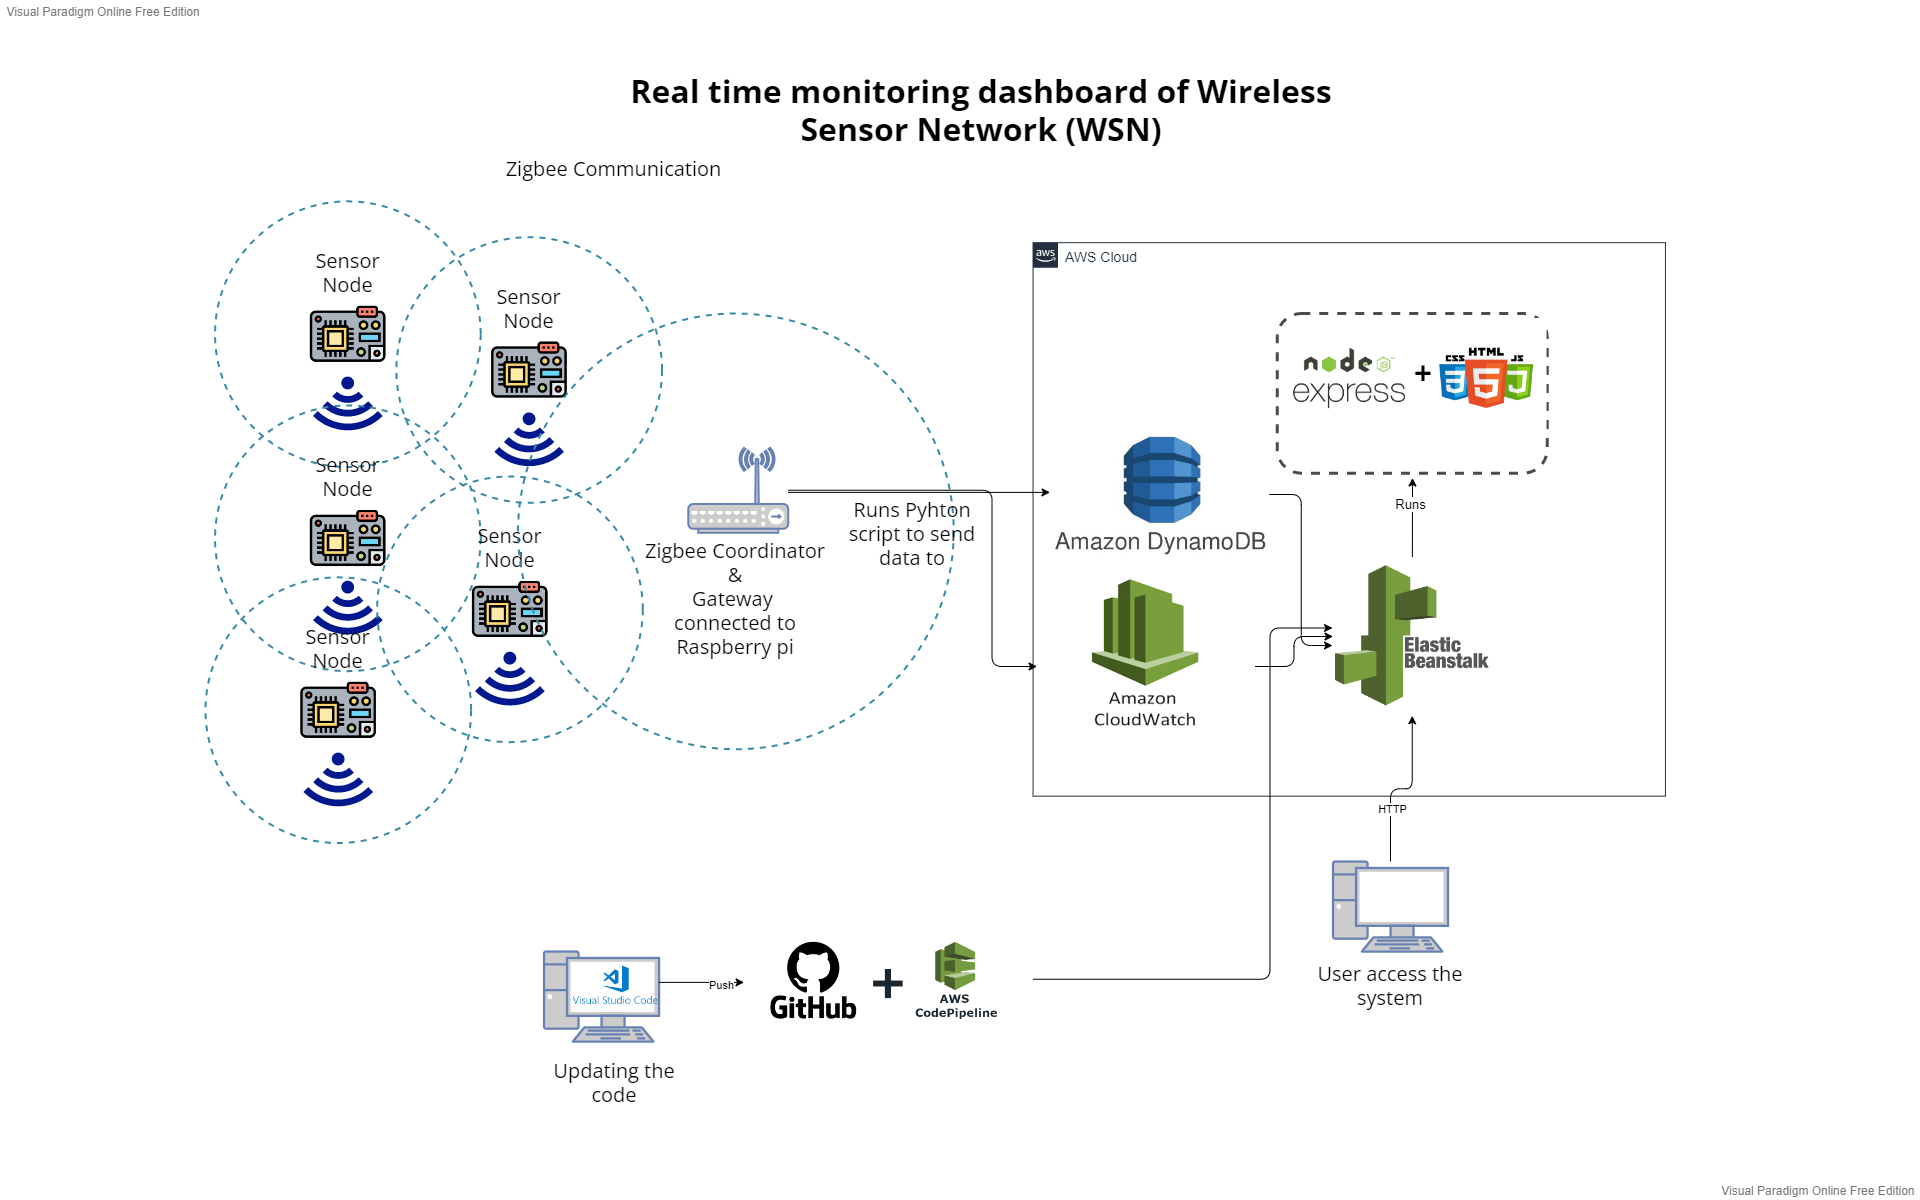 Visual Paradigm Online Free Edition
Real time monitoring dashboard of Wireless
Sensor Network (WSN)
Zigbee Communication
Sensor
Node
Sensor
Node
Sensor
Node
Sensor
Node
Sensor
Node
Zigbee Coordinator
&
Gateway
connected to
Raspberry pi
Runs Pyhton
script to send
data to
aws
AWS Cloud
Amazon DynamoDB
Amazon
CloudWatch
node
JS
express
+
CSS HTML JS
3 5 J
Runs
Elastic
Beanstalk
HTTP
User access the
system
Visual Studio Code
Updating the
code
Push
GitHub
+
AWS
CodePipeline
Visual Paradigm Online Free Edition